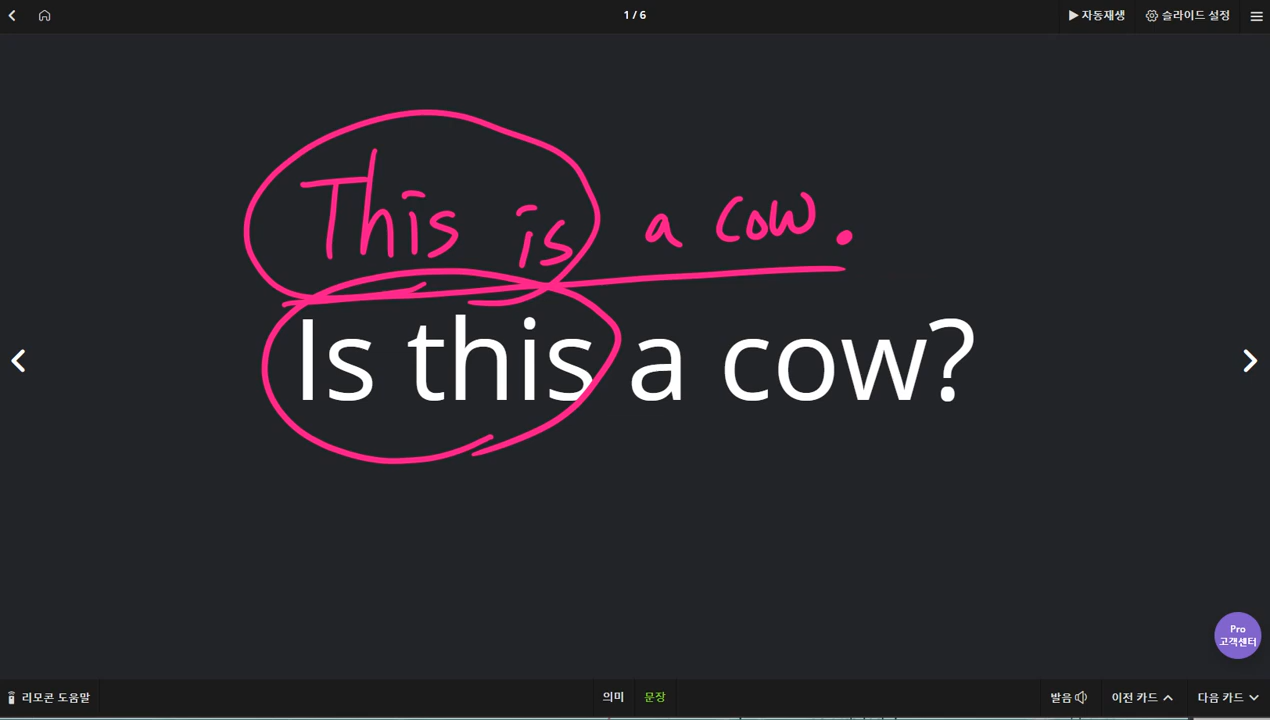 1 / 6
자동재생
슬라이드 설정
This is a cow.
Is this a cow?
Pro
고객센터
리모콘 도움말
의미
문장
발음
이전 카드
다음 카드